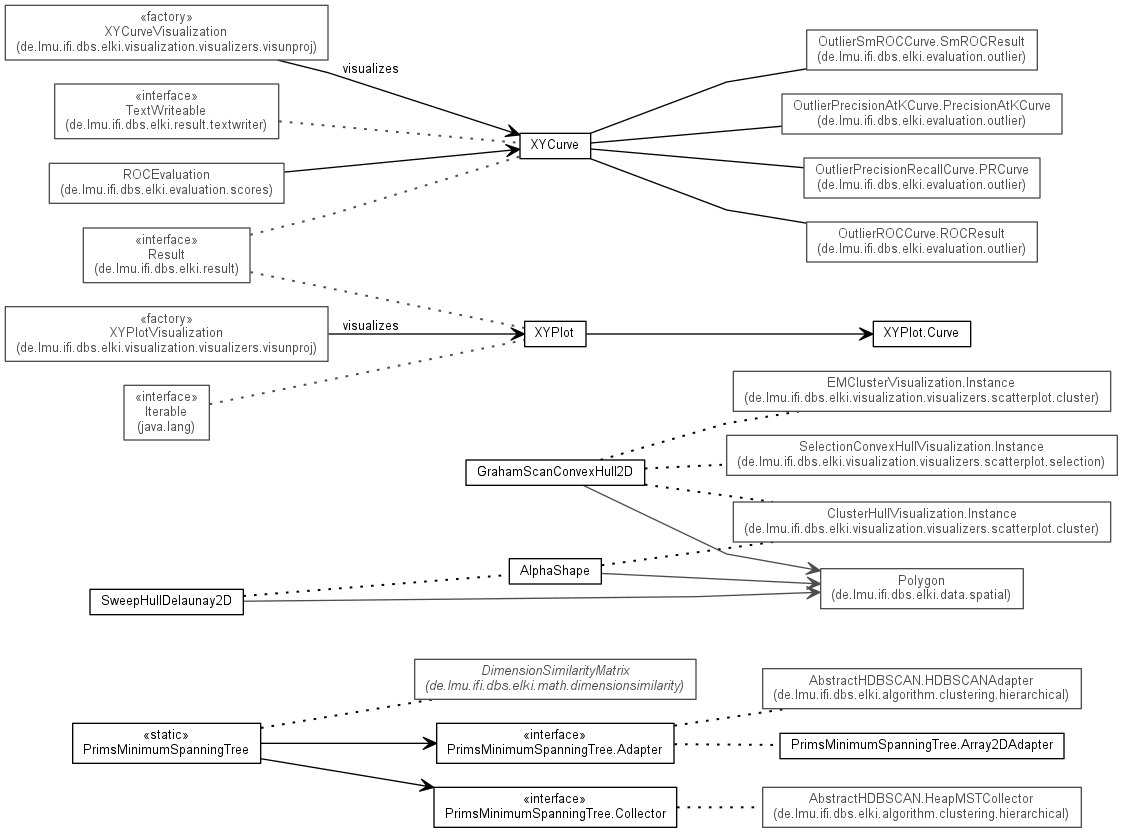 «factory»
XYCurveVisualization
(de.lmu.ifi.dbs.elki.visualization.visualizers.visunproj)
visualizes
«interface»
TextWriteable
(de.lmu.ifi.dbs.elki.result.textwriter)
ROCEvaluation
(de.lmu.ifi.dbs.elki.evaluation.scores)
XYCurve
OutlierSmROCCurve.SmROCResult
(de.lmu.ifi.dbs.elki.evaluation.outlier)
OutlierPrecisionAtKCurve.PrecisionAtKCurve
(de.lmu.ifi.dbs.elki.evaluation.outlier)
OutlierPrecisionRecallCurve.PRCurve
(de.lmu.ifi.dbs.elki.evaluation.outlier)
OutlierROCCurve.ROCResult
(de.lmu.ifi.dbs.elki.evaluation.outlier)
«interface»
Result
(de.lmu.ifi.dbs.elki.result)
«factory»
XYPlotVisualization
(de.lmu.ifi.dbs.elki.visualization.visualizers.visunproj)
visualizes
XYPlot
XYPlot.Curve
«interface»
Iterable
(java.lang)
EMClusterVisualization.Instance
(de.lmu.ifi.dbs.elki.visualization.visualizers.scatterplot.cluster)
GrahamScanConvexHull2D
SelectionConvexHullVisualization.Instance
(de.lmu.ifi.dbs.elki.visualization.visualizers.scatterplot.selection)
ClusterHullVisualization.Instance
(de.lmu.ifi.dbs.elki.visualization.visualizers.scatterplot.cluster)
AlphaShape
SweepHullDelaunay2D
Polygon
(de.lmu.ifi.dbs.elki.data.spatial)
DimensionSimilarityMatrix
(de.lmu.ifi.dbs.elki.math.dimensionsimilarity)
AbstractHDBSCAN.HDBSCANAdapter
(de.lmu.ifi.dbs.elki.algorithm.clustering.hierarchical)
«static»
PrimsMinimumSpanningTree
«interface»
PrimsMinimumSpanningTree.Adapter
PrimsMinimumSpanningTree.Array2DAdapter
«interface»
PrimsMinimumSpanningTree.Collector
AbstractHDBSCAN.HeapMSTCollector
(de.lmu.ifi.dbs.elki.algorithm.clustering.hierarchical)